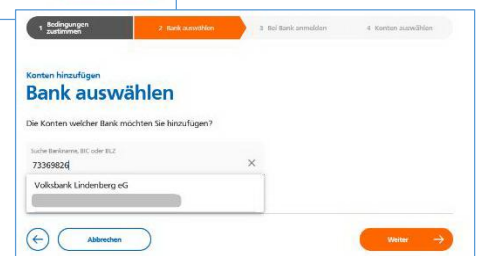 1 Bedingungen zustimmen
2 Bank auswählen
3 Bei Bank anmelden
4 Konten auswählen
Konten hinzufügen
Bank auswählen
Die Konten welcher Bank möchten Sie hinzufügen?
Suche Bankname, BIC oder BLZ
73369826
Volksbank Lindenberg eG
Abbrechen
Weiter